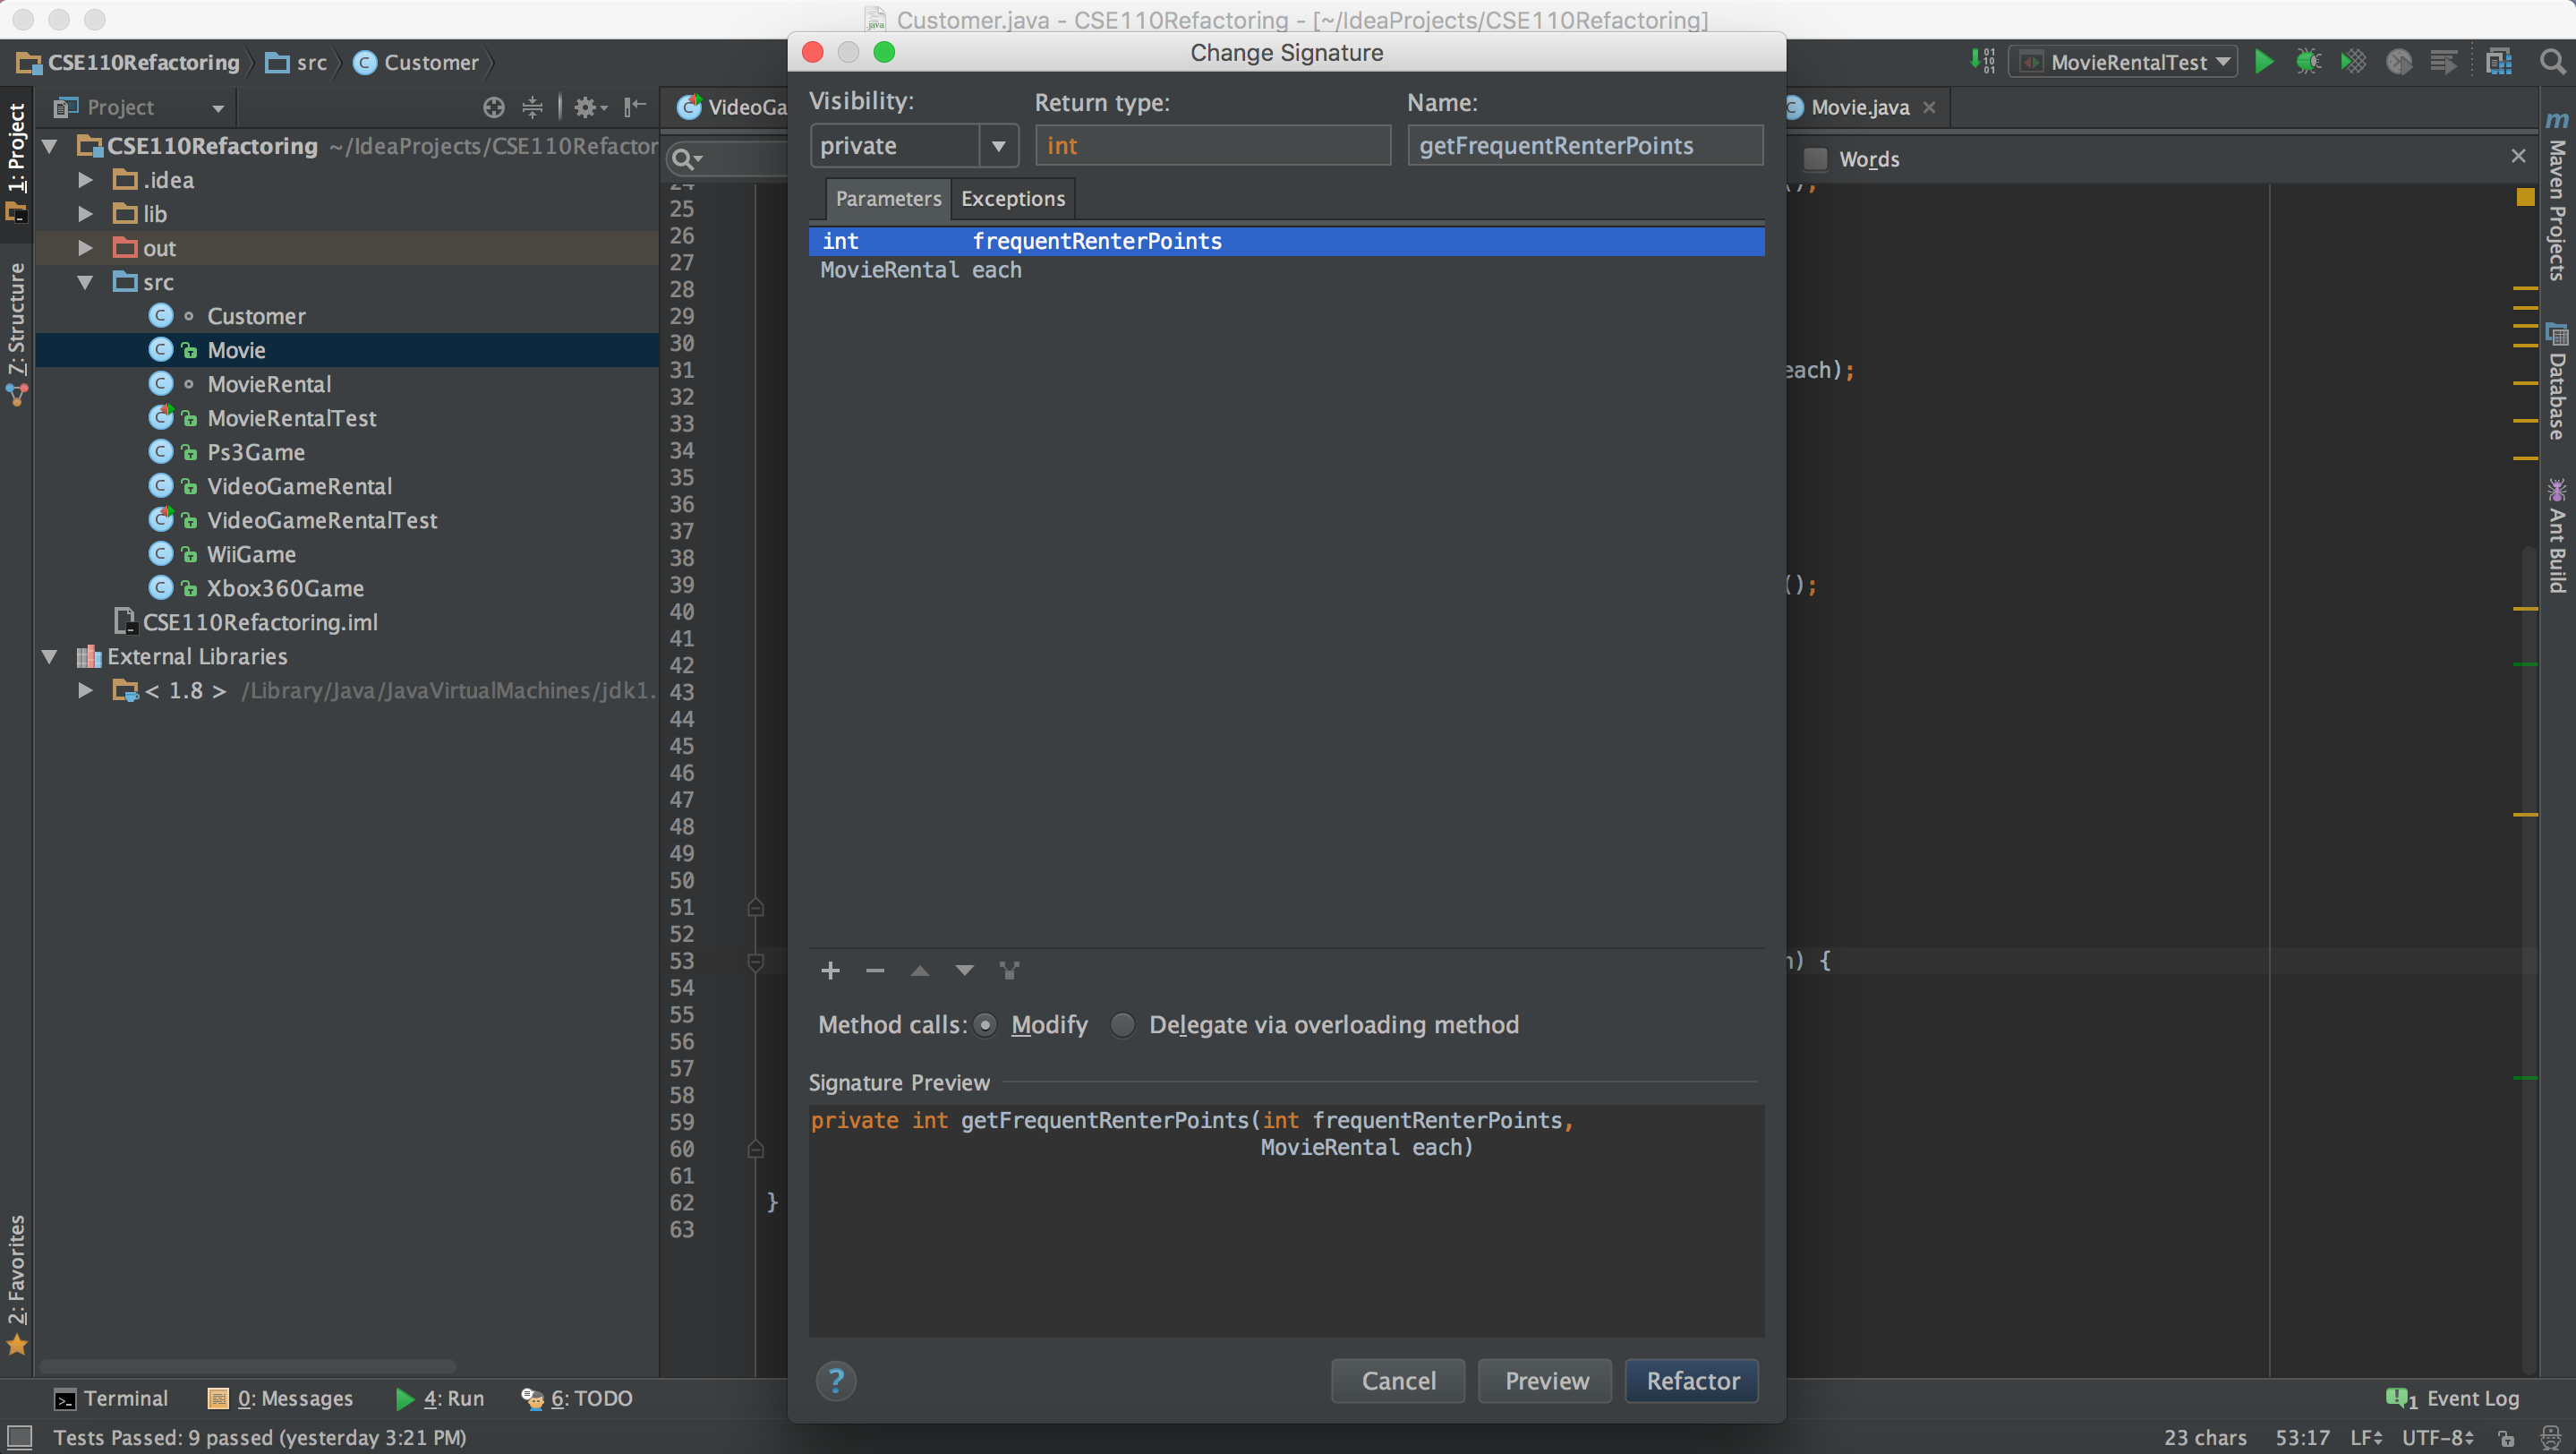 Customer.java - CSE110Refactoring - [~/IdeaProjects/CSE110Refactoring]
CSE110Refactoring
src
Customer
Change Signature
MovieRentalTest
1: Project
Z: Structure
2: Favorites
Project
CSE110Refactoring ~/IdeaProjects/CSE110Refactor
.idea
lib
out
src
Customer
Movie
MovieRental
MovieRentalTest
Ps3Game
VideoGameRental
VideoGameRentalTest
WiiGame
Xbox360Game
CSE110Refactoring.iml
External Libraries
< 1.8 > /Library/Java/JavaVirtualMachines/jdk1.
VideoGa
Movie.java
Words
24
25
26
27
28
29
30
31
32
33
34
35
36
37
38
39
40
41
42
43
44
45
46
47
48
49
50
51
52
53
54
55
56
57
58
59
60
61
62 }
63
Visibility:
Return type:
Name:
private
int
getFrequentRenterPoints
Parameters
Exceptions
int frequentRenterPoints
MovieRental each
Method calls: Modify Delegate via overloading method
Signature Preview
private int getFrequentRenterPoints(int frequentRenterPoints,
MovieRental each)
?
Cancel
Preview
Refactor
();
each);
();
) {
m Maven Projects
Database
Ant Build
Terminal
0: Messages
4: Run
6: TODO
1 Event Log
Tests Passed: 9 passed (yesterday 3:21 PM)
23 chars
53:17
LF
UTF-8